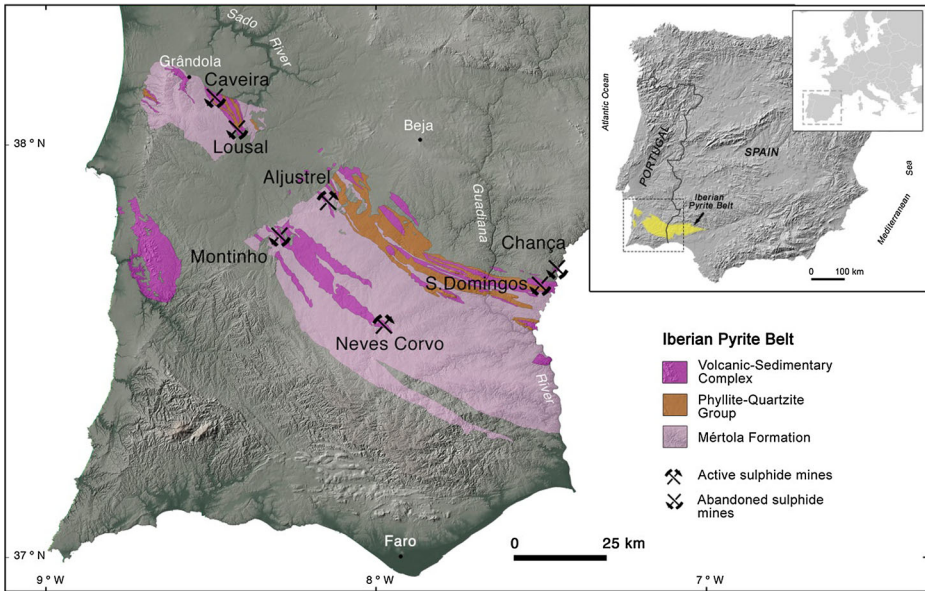 Sado
River
Grândola
Caveira
Lousal
38 ° N
Beja
Aljustrel
Guadiana
Chança
Montinho
S.Domingos
Neves Corvo
River
Faro
0 25 km
37 ° N
9 ° W
8 ° W
7 ° W
Atlantic Ocean
PORTUGAL
SPAIN
Iberian
Pyrite Belt
Mediterranean
Sea
0 100 km
Iberian Pyrite Belt
Volcanic-Sedimentary
Complex
Phyllite-Quartzite
Group
Mértola Formation
Active sulphide mines
Abandoned sulphide
mines